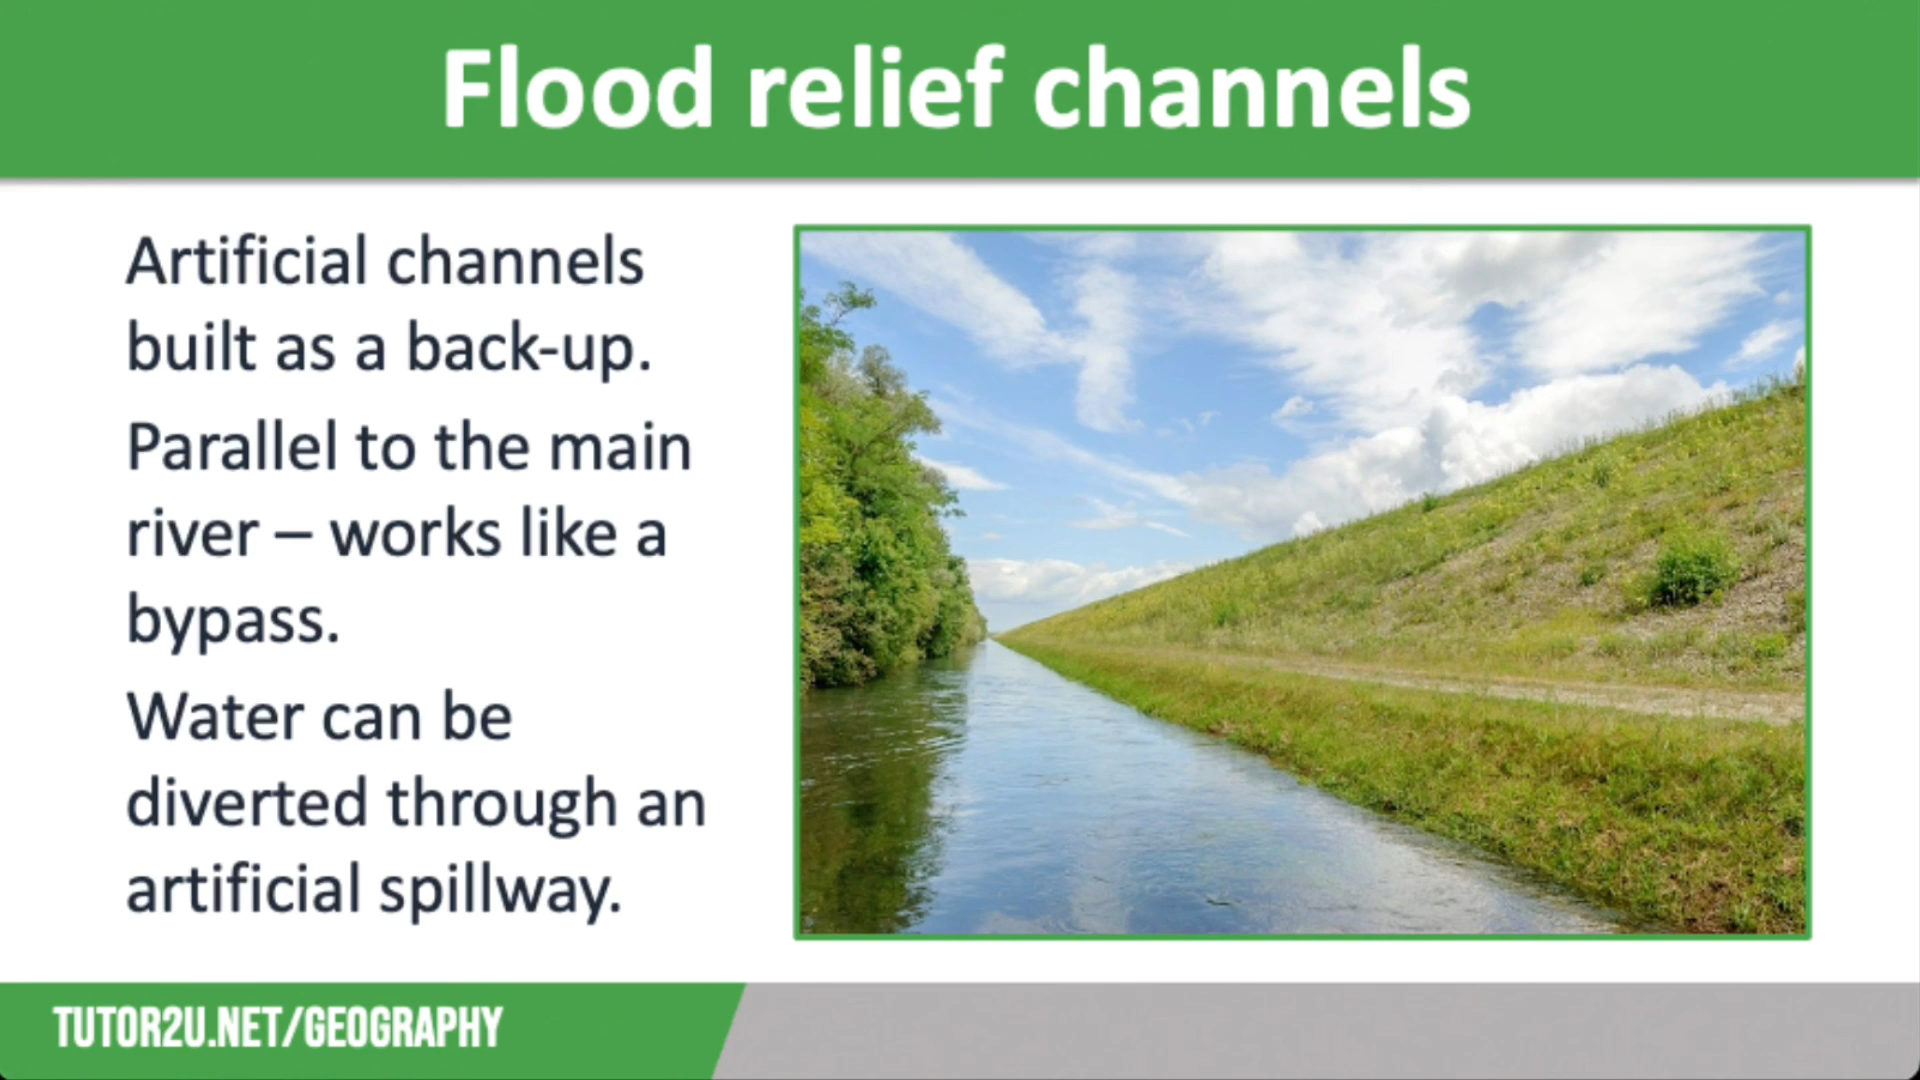 Flood relief channels
Artificial channels
built as a back-up.
Parallel to the main
river – works like a
bypass.
Water can be
diverted through an
artificial spillway.
TUTOR2U.NET/GEOGRAPHY